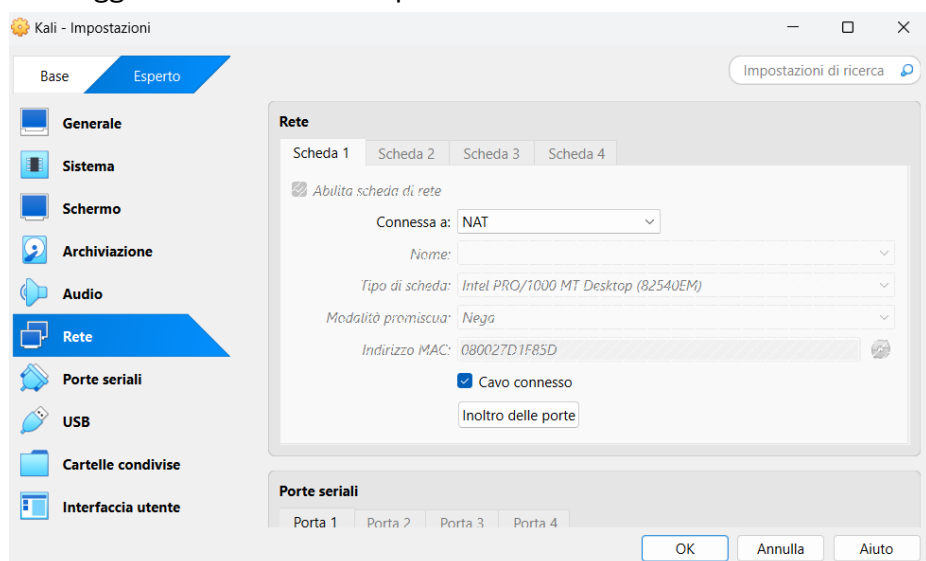 Kali - Impostazioni
Base Esperto
Impostazioni di ricerca
Generale
Sistema
Schermo
Archiviazione
Audio
Rete
Porte seriali
USB
Cartelle condivise
Interfaccia utente
Rete
Scheda 1 Scheda 2 Scheda 3 Scheda 4
Abilita scheda di rete
Connessa a: NAT
Nome:
Tipo di scheda: Intel PRO/1000 MT Desktop (82540EM)
Modalità promiscua: Nega
Indirizzo MAC: 080027D1F85D
Cavo connesso
Inoltro delle porte
Porte seriali
Porta 1 Porta 2 Porta 3 Porta 4
OK Annulla Aiuto